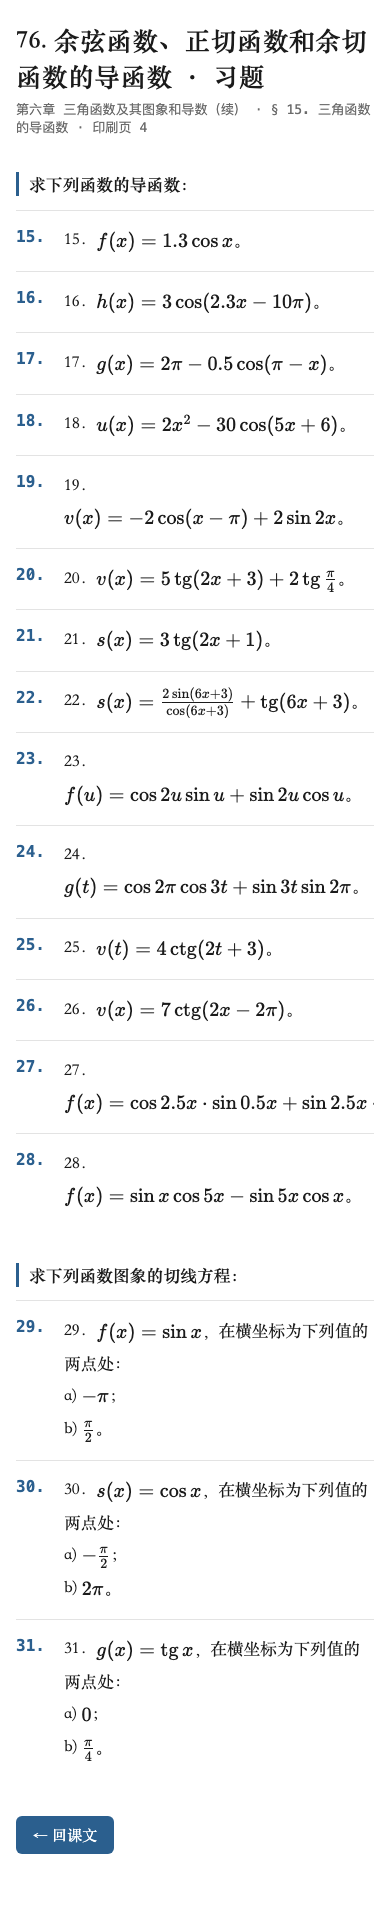 76. 余弦函数、正切函数和余切
函数的导函数 · 习题
第六章 三角函数及其图象和导数（续） · § 15. 三角函数
的导函数 · 印刷页 4
求下列函数的导函数：
15. 15. f(x) = 1.3 cos x。
16. 16. h(x) = 3 cos(2.3x − 10π)。
17. 17. g(x) = 2π − 0.5 cos(π − x)。
18. 18. u(x) = 2x² − 30 cos(5x + 6)。
19. 19.
v(x) = −2 cos(x − π) + 2 sin 2x。
20. 20. v(x) = 5 tg(2x + 3) + 2 tg π/4。
21. 21. s(x) = 3 tg(2x + 1)。
22. 22. s(x) = 2 sin(6x+3)/cos(6x+3) + tg(6x + 3)。
23. 23.
f(u) = cos 2u sin u + sin 2u cos u。
24. 24.
g(t) = cos 2π cos 3t + sin 3t sin 2π。
25. 25. v(t) = 4 ctg(2t + 3)。
26. 26. v(x) = 7 ctg(2x − 2π)。
27. 27.
f(x) = cos 2.5x · sin 0.5x + sin 2.5x ·
28. 28.
f(x) = sin x cos 5x − sin 5x cos x。
求下列函数图象的切线方程：
29. 29. f(x) = sin x，在横坐标为下列值的
两点处：
a) −π；
b) π/2。
30. 30. s(x) = cos x，在横坐标为下列值的
两点处：
a) −π/2；
b) 2π。
31. 31. g(x) = tg x，在横坐标为下列值的
两点处：
a) 0；
b) π/4。
← 回课文